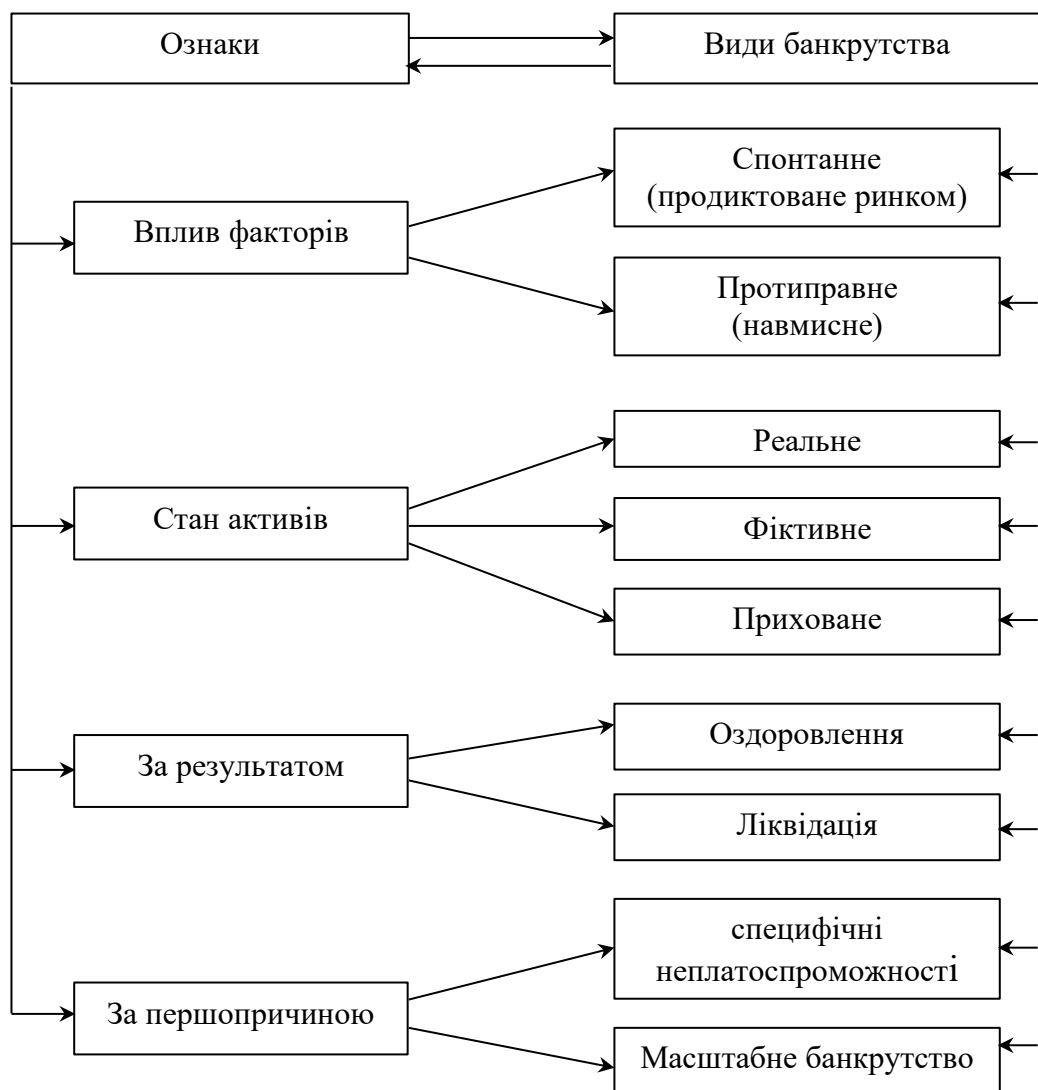 Ознаки
Види банкрутства
Вплив факторів
Спонтанне
(продиктоване ринком)
Протиправне
(навмисне)
Стан активів
Реальне
Фіктивне
Приховане
За результатом
Оздоровлення
Ліквідація
За першопричиною
специфічні
неплатоспроможності
Масштабне банкрутство